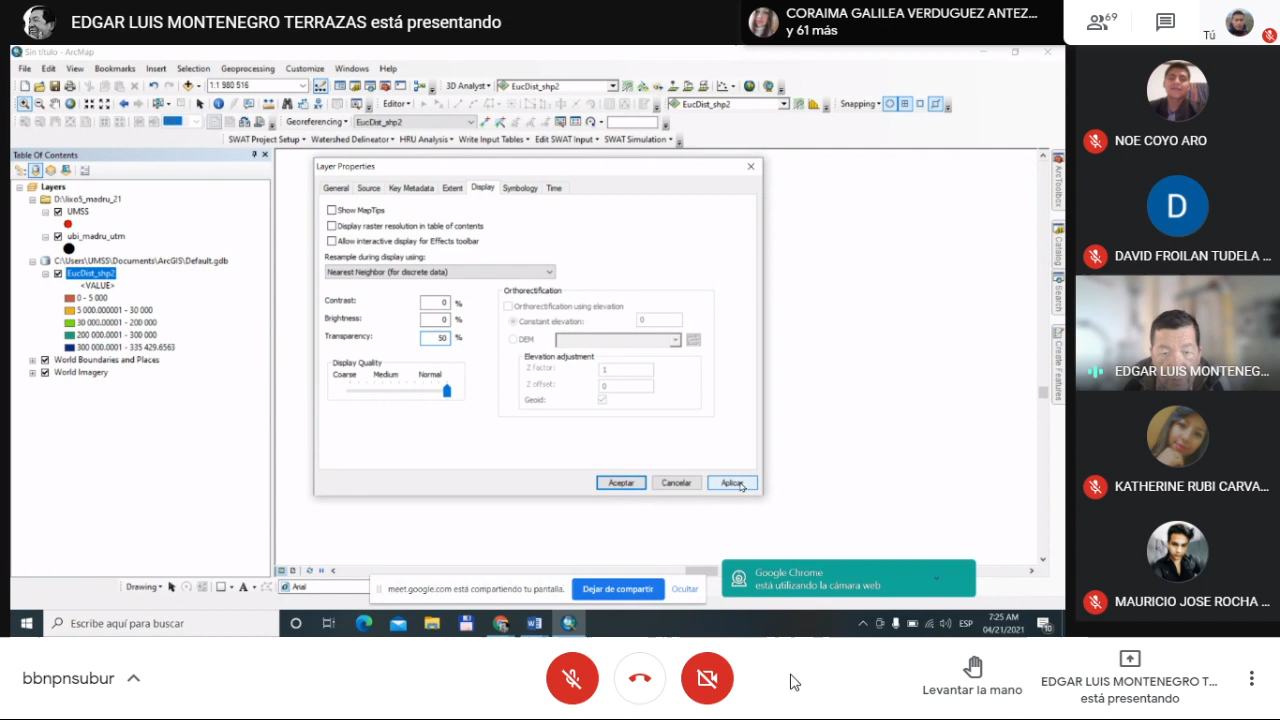 EDGAR LUIS MONTENEGRO TERRAZAS está presentando
CORAIMA GALILEA VERDUGUEZ ANTEZ...
y 61 más
69
Tú
Sin título - ArcMap
File Edit View Bookmarks Insert Selection Geoprocessing Customize Windows Help
1:1 980 516
3D Analyst
EucDist_shp2
Editor
EucDist_shp2
Snapping
Georeferencing
EucDist_shp2
SWAT Project Setup Watershed Delineator HRU Analysis Write Input Tables Edit SWAT Input SWAT Simulation
Table Of Contents
Layers
D:\lixo5_madru_21
UMSS
ubi_madru_utm
C:\Users\UMSS\Documents\ArcGIS\Default.gdb
EucDist_shp2
<VALUE>
0 - 5 000
5 000.000001 - 30 000
30 000.0001 - 200 000
200 000.0001 - 300 000
300 000.0001 - 335 429.6563
World Boundaries and Places
World Imagery
Layer Properties
General Source Key Metadata Extent Display Symbology Time
Show MapTips
Display raster resolution in table of contents
Allow interactive display for Effects toolbar
Resample during display using:
Nearest Neighbor (for discrete data)
Contrast: 0 %
Brightness: 0 %
Transparency: 50 %
Display Quality
Coarse Medium Normal
Orthorectification
Orthorectification using elevation
Constant elevation: 0
DEM
Elevation adjustment
Z factor: 1
Z offset: 0
Geoid:
Aceptar Cancelar Aplicar
ArcToolbox
Catalog
Search
Create Features
Drawing
A
Arial
meet.google.com está compartiendo tu pantalla.
Dejar de compartir
Ocultar
Google Chrome
está utilizando la cámara web
Escribe aquí para buscar
ESP
7:25 AM
04/21/2021
10
NOE COYO ARO
D
DAVID FROILAN TUDELA ...
EDGAR LUIS MONTENEG...
KATHERINE RUBI CARVA...
MAURICIO JOSE ROCHA ...
bbnpnsubur
Levantar la mano
EDGAR LUIS MONTENEGRO T...
está presentando